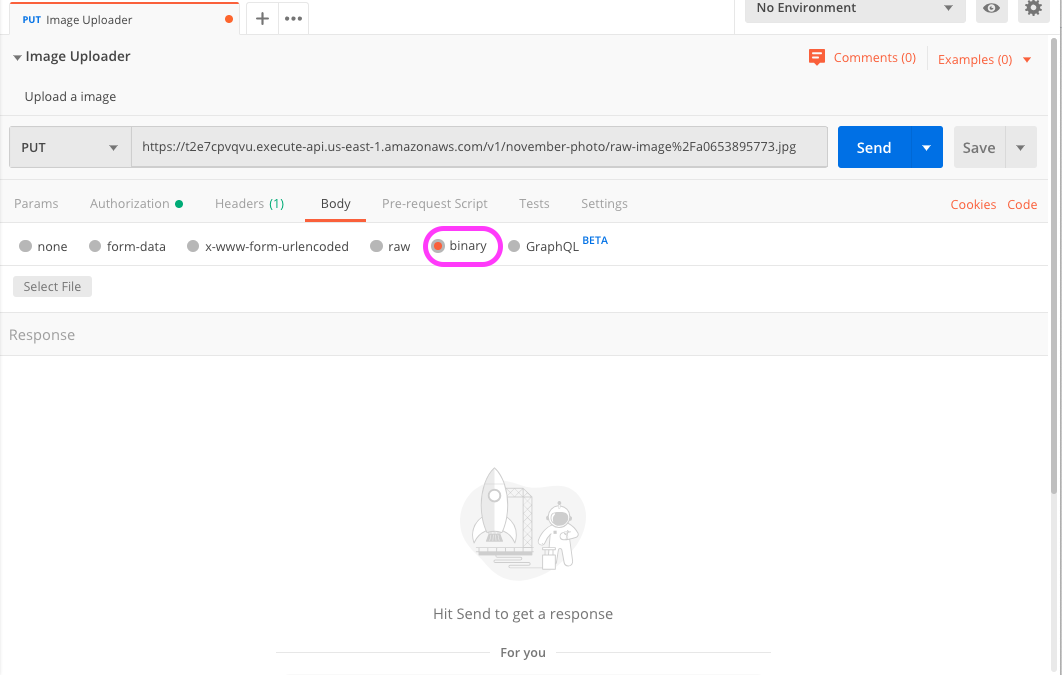 PUT Image Uploader
No Environment
Image Uploader
Comments (0) Examples (0)
Upload a image
PUT https://t2e7cpvqvu.execute-api.us-east-1.amazonaws.com/v1/november-photo/raw-image%2Fa0653895773.jpg Send Save
Params Authorization Headers (1) Body Pre-request Script Tests Settings Cookies Code
none form-data x-www-form-urlencoded raw binary GraphQL BETA
Select File
Response
Hit Send to get a response
For you